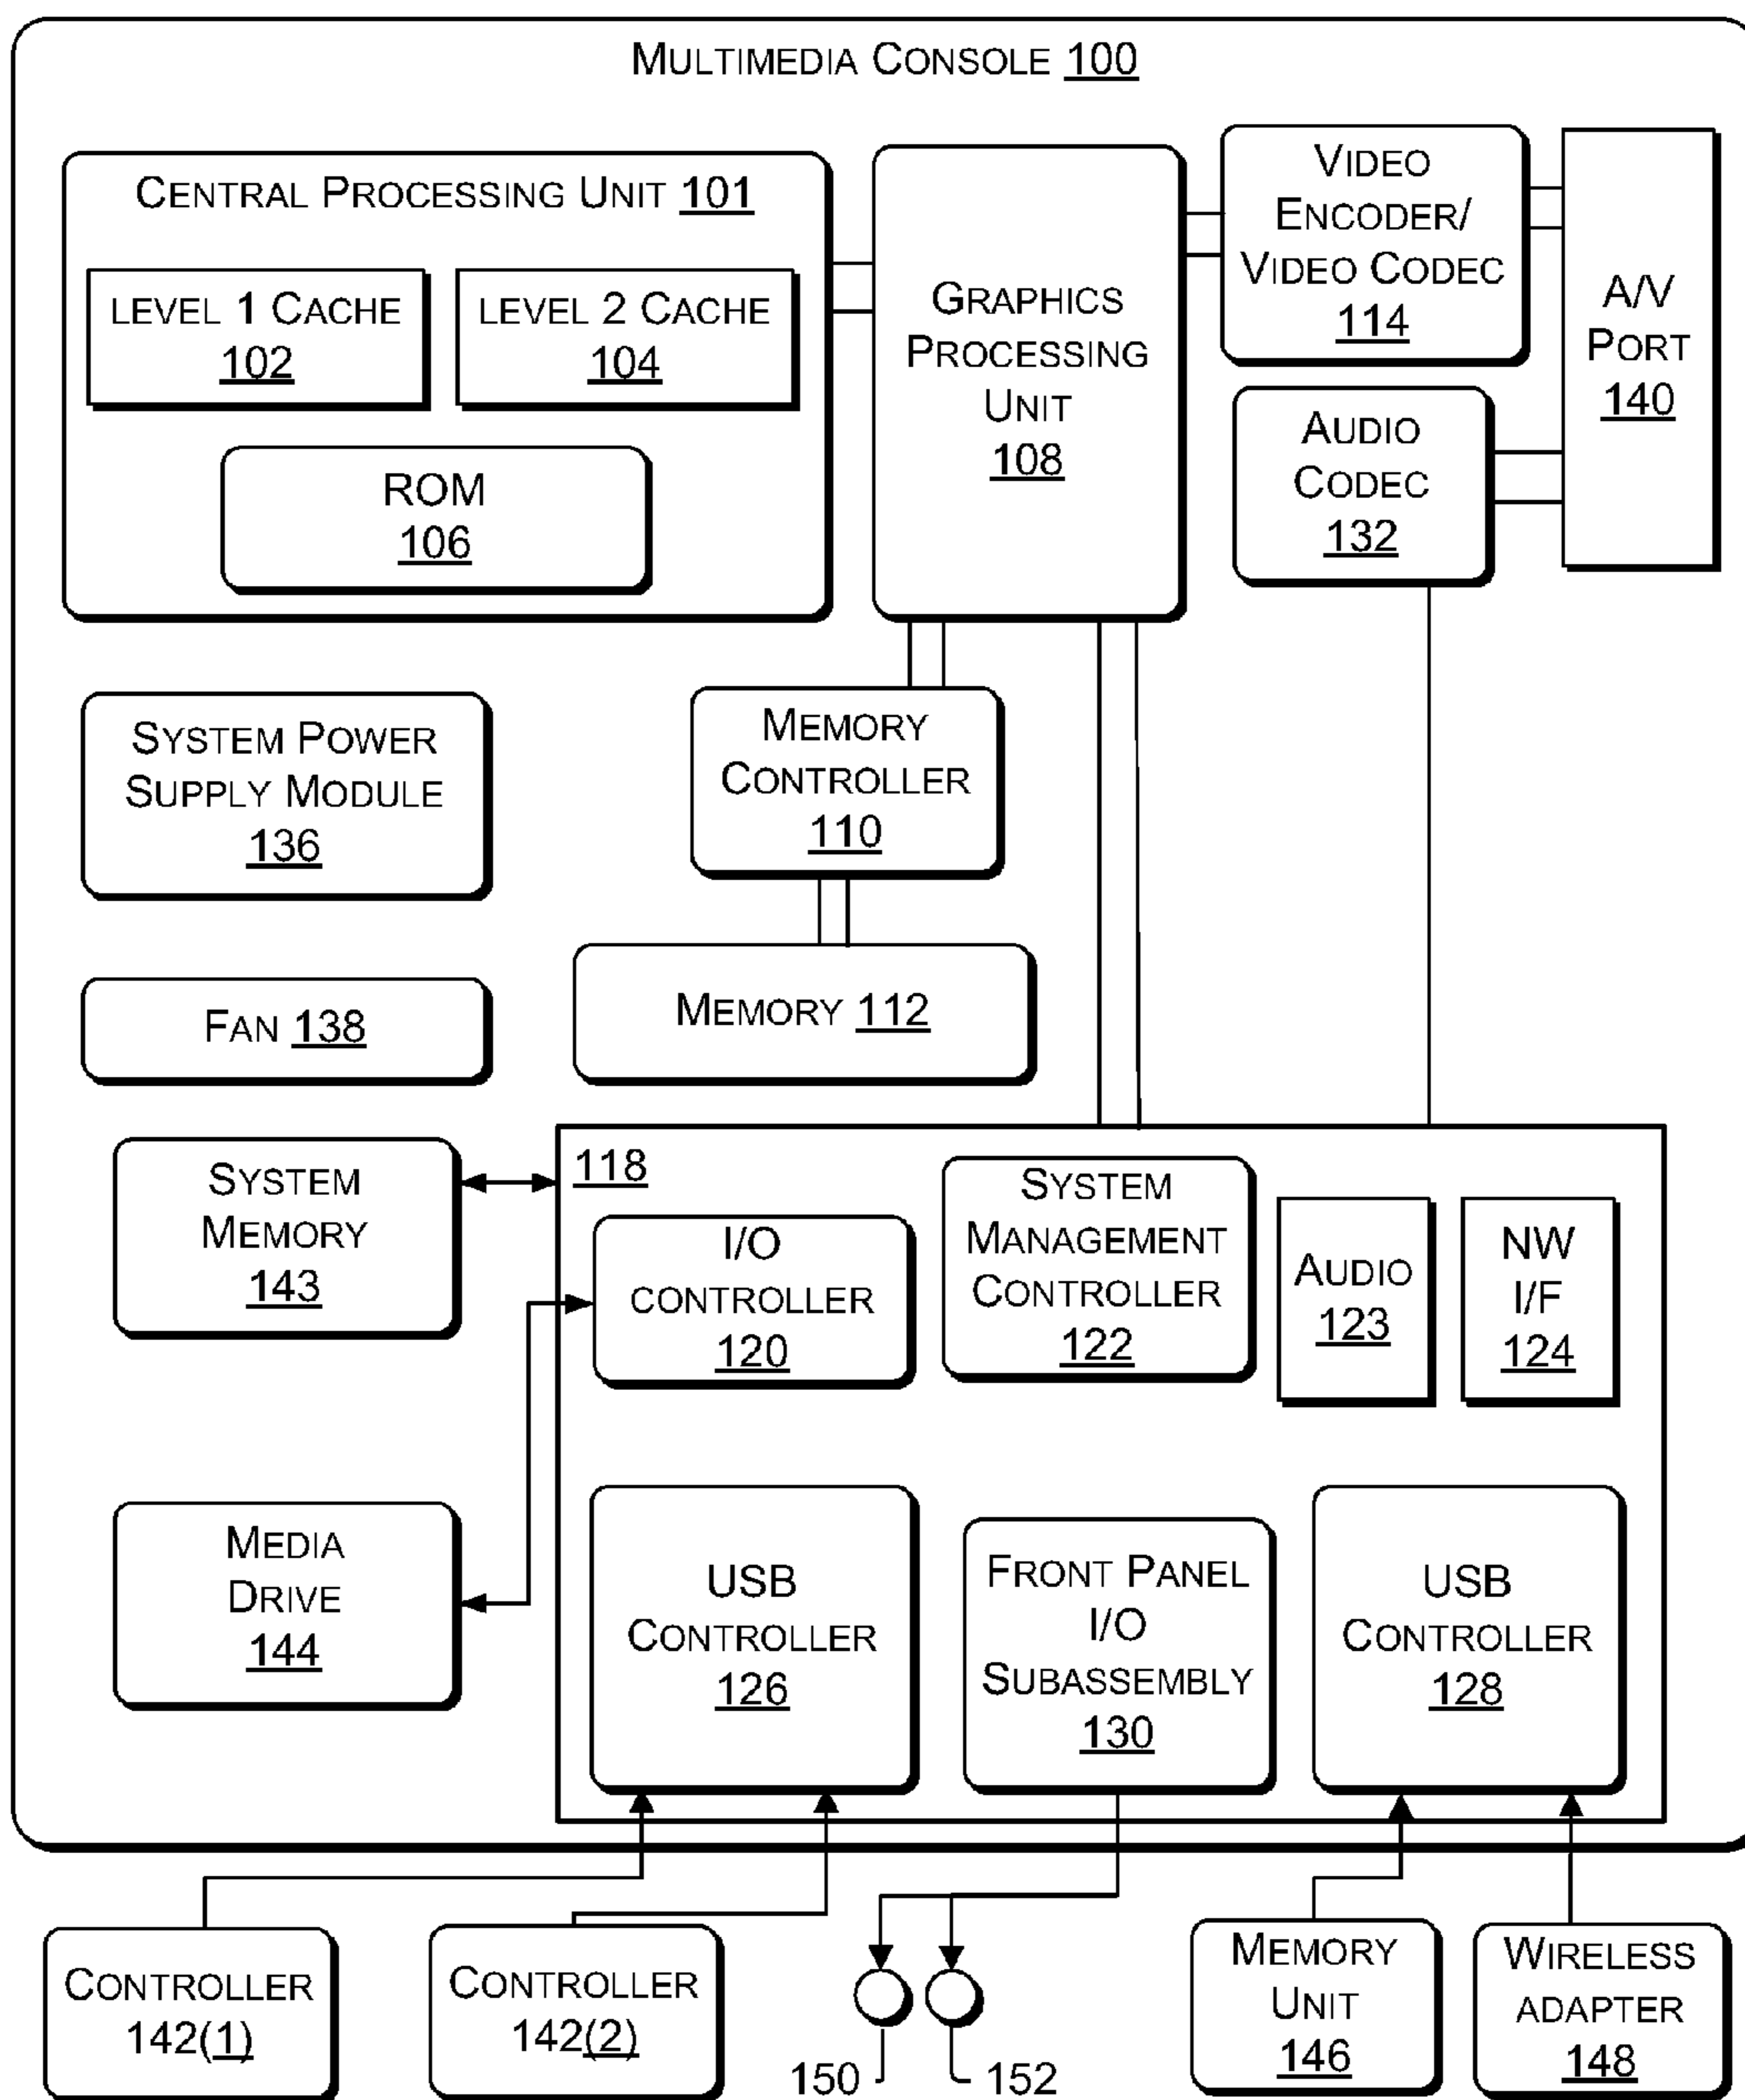 MULTIMEDIA CONSOLE 100
CENTRAL PROCESSING UNIT 101
LEVEL 1 CACHE
102
LEVEL 2 CACHE
104
ROM
106
GRAPHICS
PROCESSING
UNIT
108
VIDEO
ENCODER/
VIDEO CODEC
114
AUDIO
CODEC
132
A/V
PORT
140
SYSTEM POWER
SUPPLY MODULE
136
MEMORY
CONTROLLER
110
FAN 138
MEMORY 112
SYSTEM
MEMORY
143
118
I/O
CONTROLLER
120
SYSTEM
MANAGEMENT
CONTROLLER
122
AUDIO
123
NW
I/F
124
MEDIA
DRIVE
144
USB
CONTROLLER
126
FRONT PANEL
I/O
SUBASSEMBLY
130
USB
CONTROLLER
128
CONTROLLER
142(1)
CONTROLLER
142(2)
150
152
MEMORY
UNIT
146
WIRELESS
ADAPTER
148